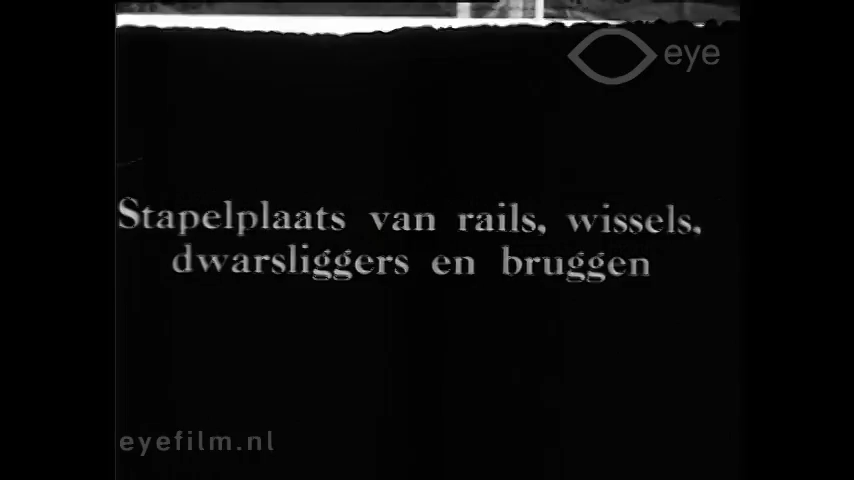 eye
Stapelplaats van rails, wissels,
dwarsliggers en bruggen
eyefilm.nl